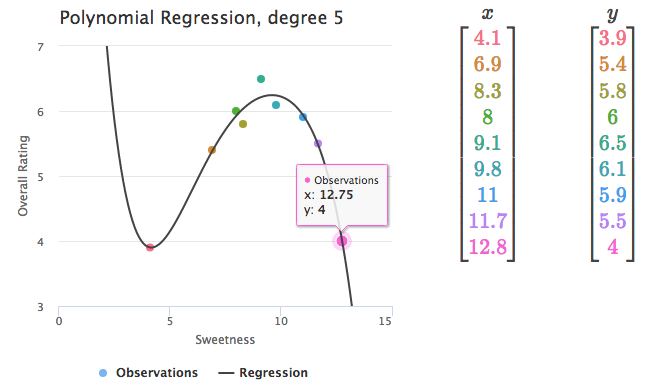 Polynomial Regression, degree 5
7
6
5
4
3
Overall Rating
0 5 10 15
Sweetness
Observations
x: 12.75
y: 4
Observations Regression
x y
4.1 3.9
6.9 5.4
8.3 5.8
8 6
9.1 6.5
9.8 6.1
11 5.9
11.7 5.5
12.8 4